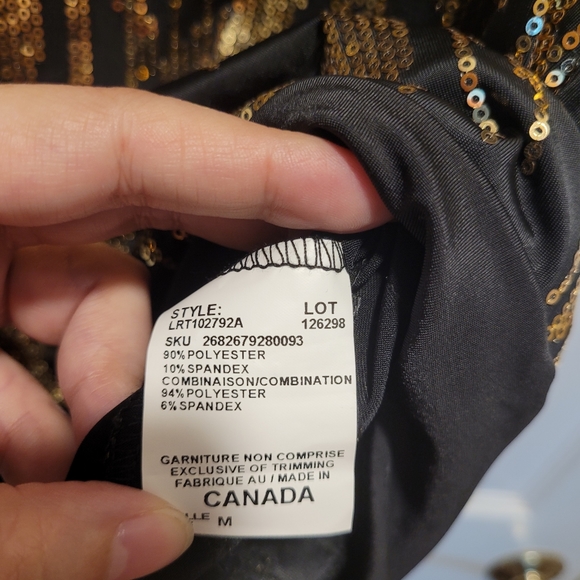 STYLE: LOT
LRT102792A 126298
SKU 2682679280093
90%POLYESTER
10%SPANDEX
COMBINAISON/COMBINATION
94%POLYESTER
6%SPANDEX
GARNITURE NON COMPRISE
EXCLUSIVE OF TRIMMING
FABRIQUE AU / MADE IN
CANADA
M